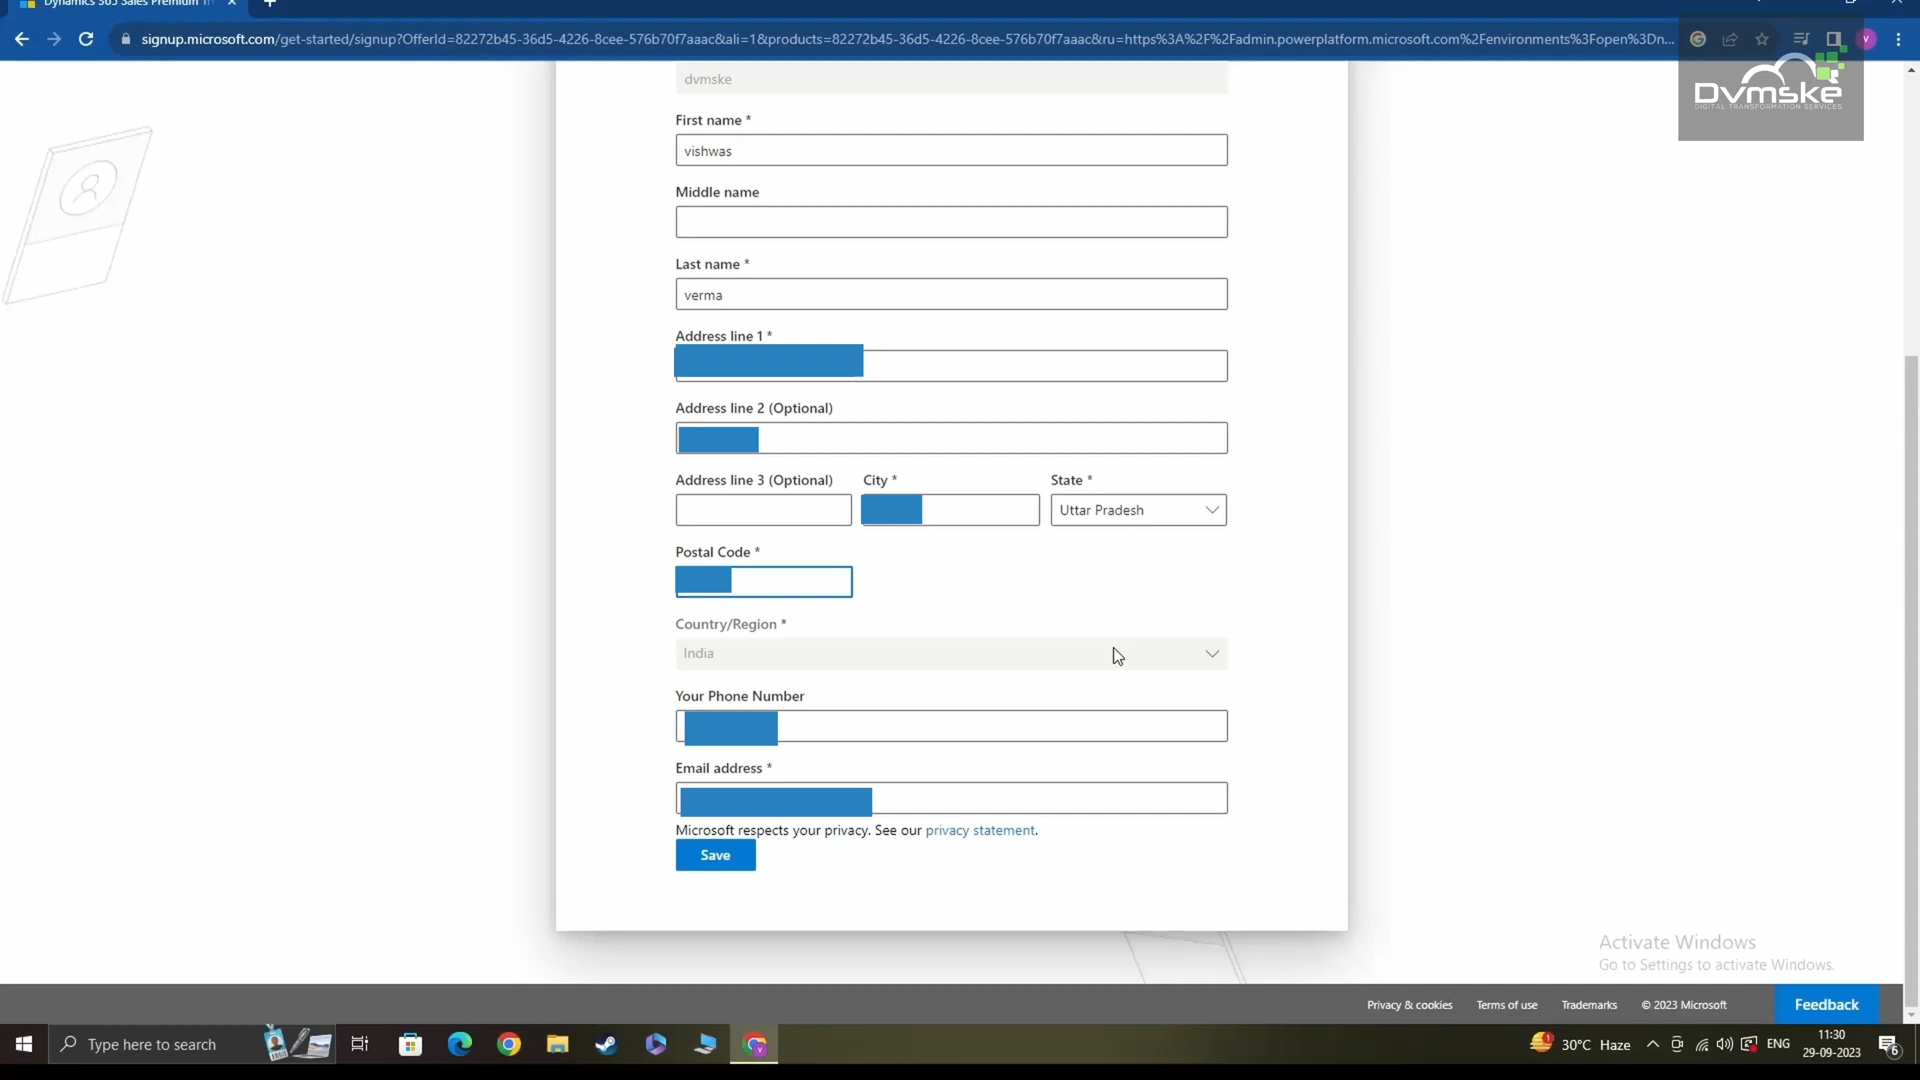 Dynamics 365 Sales Premium Tri
signup.microsoft.com/get-started/signup?OfferId=82272b45-36d5-4226-8cee-576b70f7aaac&ali=1&products=82272b45-36d5-4226-8cee-576b70f7aaac&ru=https%3A%2F%2Fadmin.powerplatform.microsoft.com%2Fenvironments%3Fopen%3Dn...
V
Dvmske
DIGITAL TRANSFORMATION SERVICES
dvmske
First name *
vishwas
Middle name
Last name *
verma
Address line 1 *
Address line 2 (Optional)
Address line 3 (Optional) City * State *
Uttar Pradesh
Postal Code *
Country/Region *
India
Your Phone Number
Email address *
Microsoft respects your privacy. See our privacy statement.
Save
Activate Windows
Go to Settings to activate Windows.
Privacy & cookies Terms of use Trademarks © 2023 Microsoft Feedback
Type here to search
30°C Haze ENG 11:30
29-09-2023
6